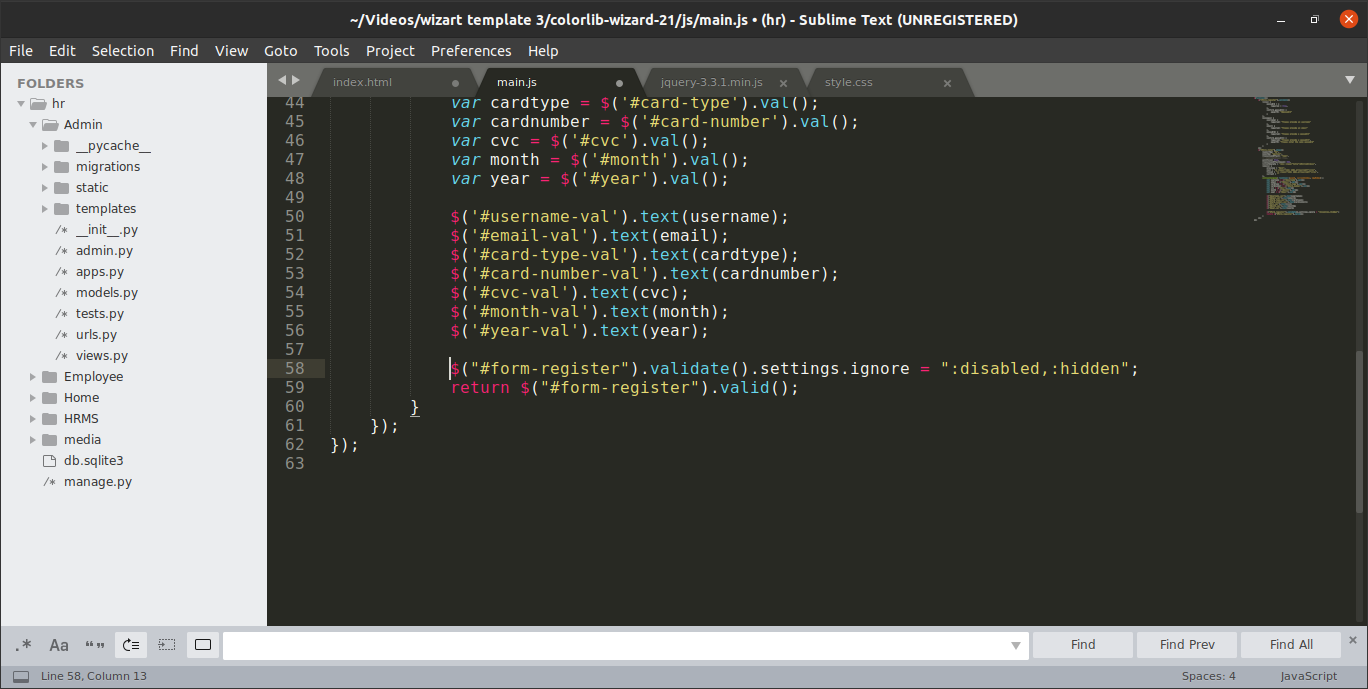 ~/Videos/wizart template 3/colorlib-wizard-21/js/main.js • (hr) - Sublime Text (UNREGISTERED)
File Edit Selection Find View Goto Tools Project Preferences Help
FOLDERS
hr
Admin
__pycache__
migrations
static
templates
/* __init__.py
/* admin.py
/* apps.py
/* models.py
/* tests.py
/* urls.py
/* views.py
Employee
Home
HRMS
media
db.sqlite3
/* manage.py
index.html main.js jquery-3.3.1.min.js style.css
44 var cardtype = $('#card-type').val();
45 var cardnumber = $('#card-number').val();
46 var cvc = $('#cvc').val();
47 var month = $('#month').val();
48 var year = $('#year').val();
49
50 $('#username-val').text(username);
51 $('#email-val').text(email);
52 $('#card-type-val').text(cardtype);
53 $('#card-number-val').text(cardnumber);
54 $('#cvc-val').text(cvc);
55 $('#month-val').text(month);
56 $('#year-val').text(year);
57
58 $("#form-register").validate().settings.ignore = ":disabled,:hidden";
59 return $("#form-register").valid();
60 }
61 });
62 });
63
.* Aa “” Find Find Prev Find All
Line 58, Column 13 Spaces: 4 JavaScript